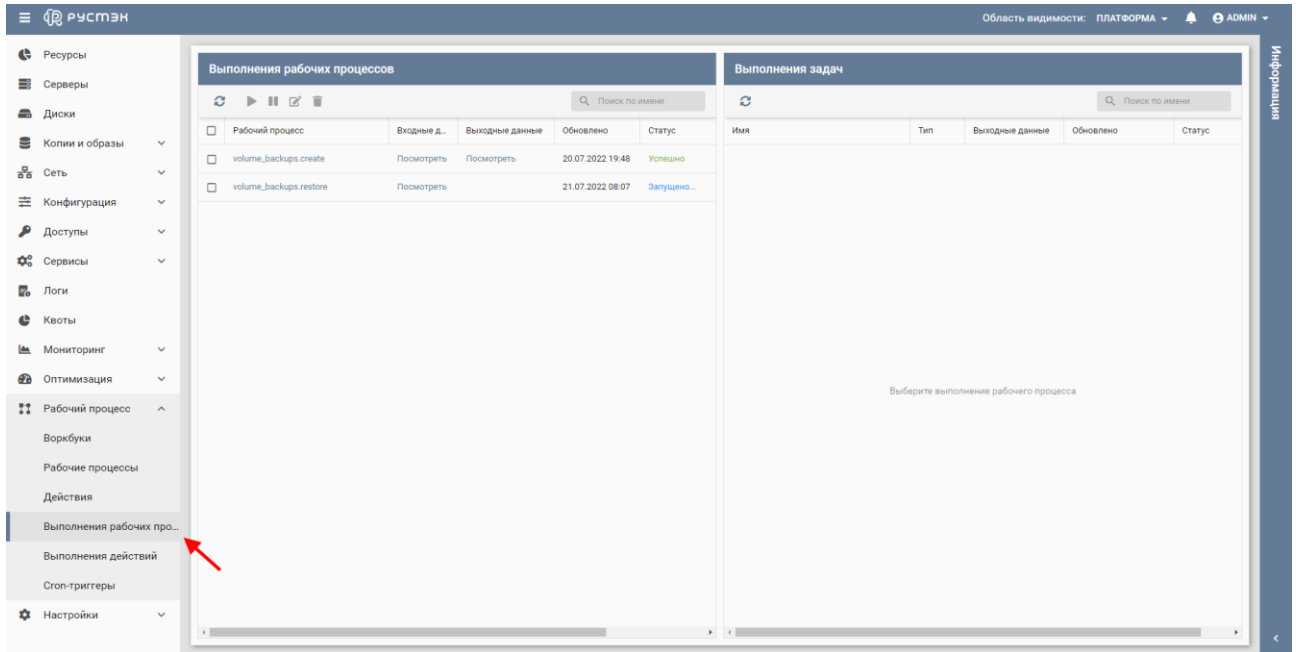 РУСТЭК
Область видимости: ПЛАТФОРМА
ADMIN
Ресурсы
Серверы
Диски
Копии и образы
Сеть
Конфигурация
Доступы
Сервисы
Логи
Квоты
Мониторинг
Оптимизация
Рабочий процесс
Воркбуки
Рабочие процессы
Действия
Выполнения рабочих про...
Выполнения действий
Cron-триггеры
Настройки
Выполнения рабочих процессов
Поиск по имени
Рабочий процесс Входные д... Выходные данные Обновлено Статус
volume_backups.create Посмотреть Посмотреть 20.07.2022 19:48 Успешно
volume_backups.restore Посмотреть 21.07.2022 08:07 Запущено...
Выполнения задач
Поиск по имени
Имя Тип Выходные данные Обновлено Статус
Выберите выполнение рабочего процесса
Информация